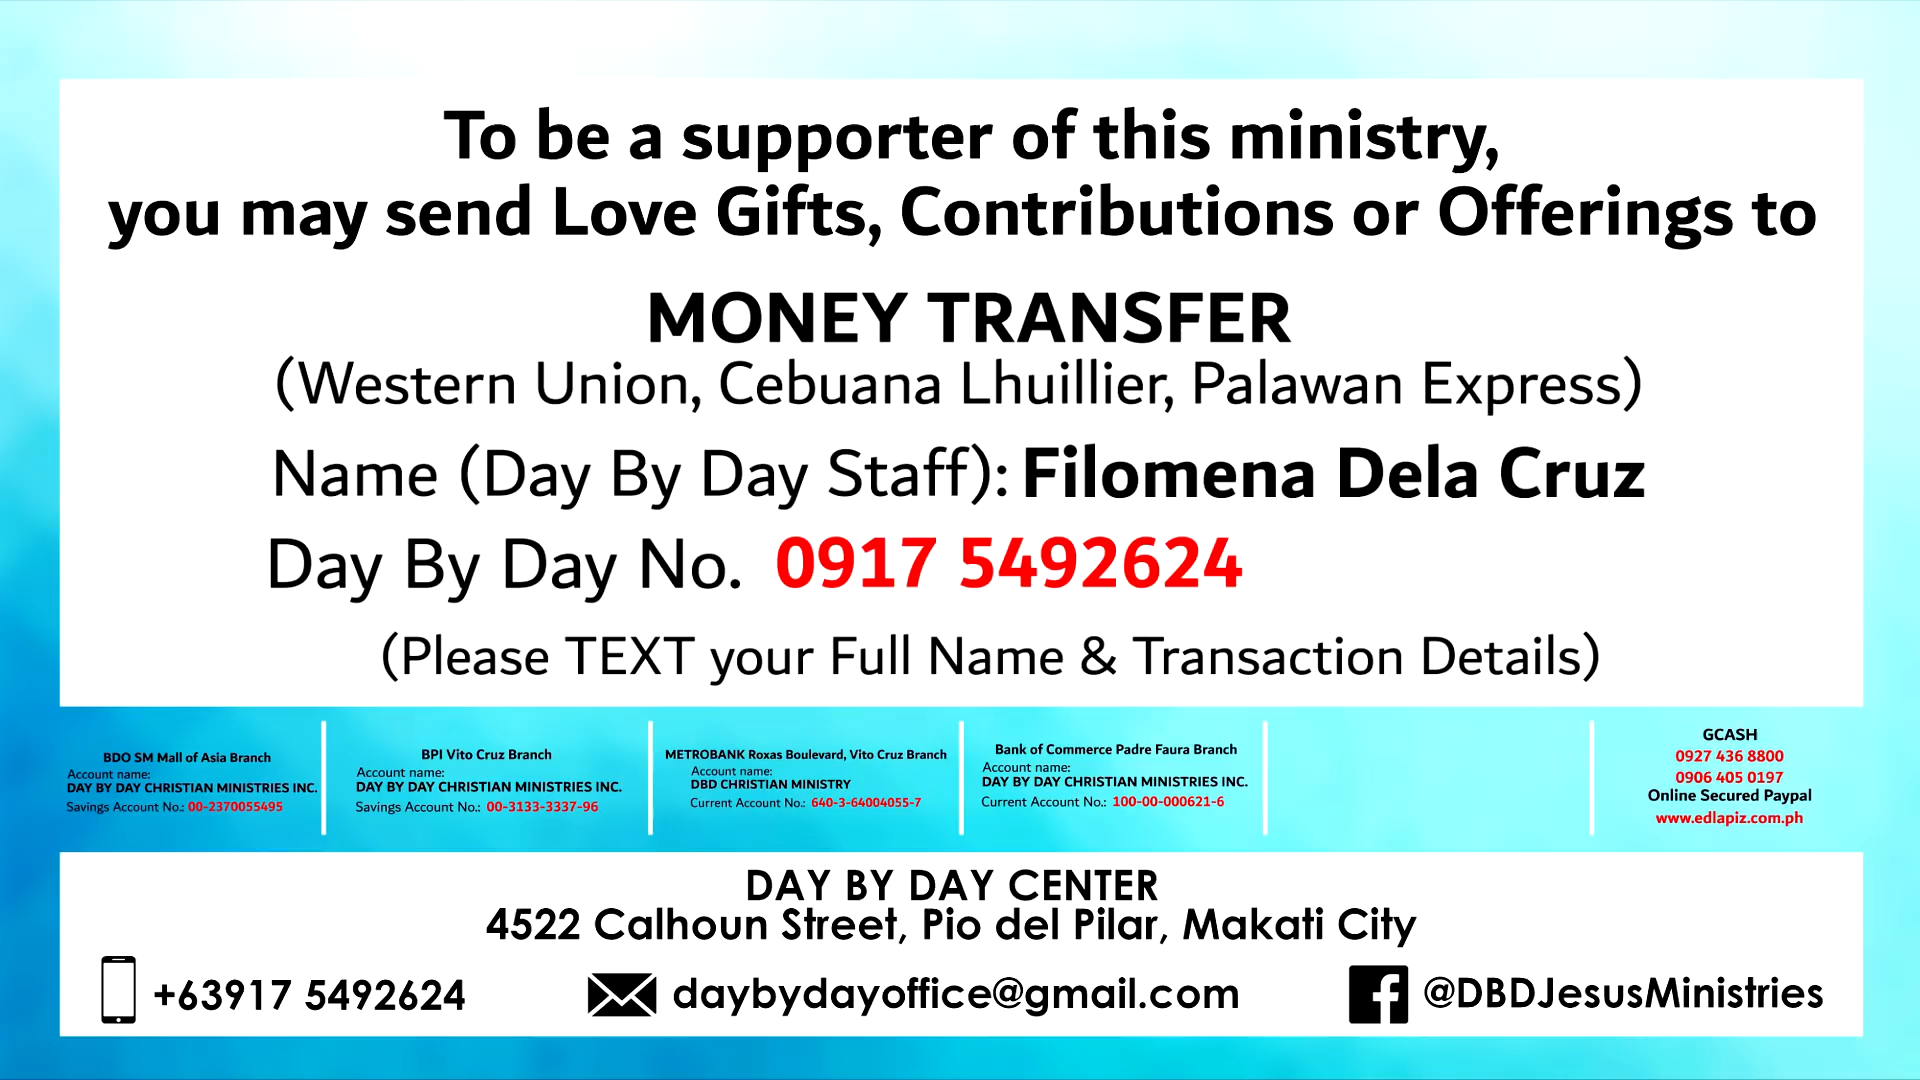 To be a supporter of this ministry,
you may send Love Gifts, Contributions or Offerings to
MONEY TRANSFER
(Western Union, Cebuana Lhuillier, Palawan Express)
Name (Day By Day Staff): Filomena Dela Cruz
Day By Day No. 0917 5492624
(Please TEXT your Full Name & Transaction Details)
BDO SM Mall of Asia Branch
Account name:
DAY BY DAY CHRISTIAN MINISTRIES INC.
Savings Account No.: 00-2370055495
BPI Vito Cruz Branch
Account name:
DAY BY DAY CHRISTIAN MINISTRIES INC.
Savings Account No.: 00-3133-3337-96
METROBANK Roxas Boulevard, Vito Cruz Branch
Account name:
DBD CHRISTIAN MINISTRY
Current Account No.: 640-3-64004055-7
Bank of Commerce Padre Faura Branch
Account name:
DAY BY DAY CHRISTIAN MINISTRIES INC.
Current Account No.: 100-00-000621-6
GCASH
0927 436 8800
0906 405 0197
Online Secured Paypal
www.edlapiz.com.ph
DAY BY DAY CENTER
4522 Calhoun Street, Pio del Pilar, Makati City
+63917 5492624
daybydayoffice@gmail.com
@DBDJesusMinistries